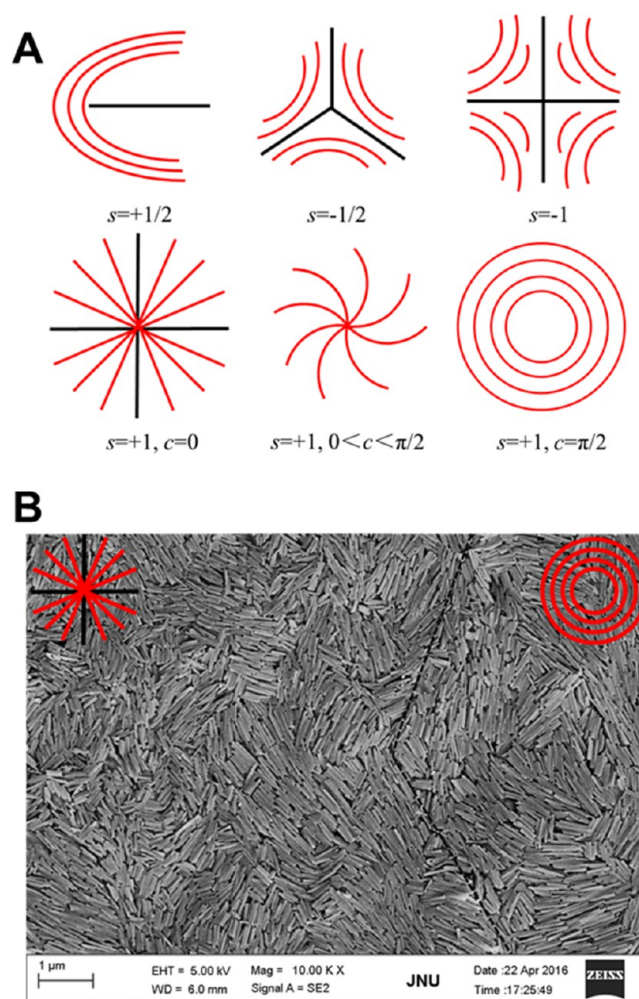 A
s=+1/2
s=-1/2
s=-1
s=+1, c=0
s=+1, 0<c<π/2
s=+1, c=π/2
B
1 μm
EHT = 5.00 kV
Mag = 10.00 K X
JNU
Date :22 Apr 2016
ZEISS
WD = 6.0 mm
Signal A = SE2
Time :17:25:49